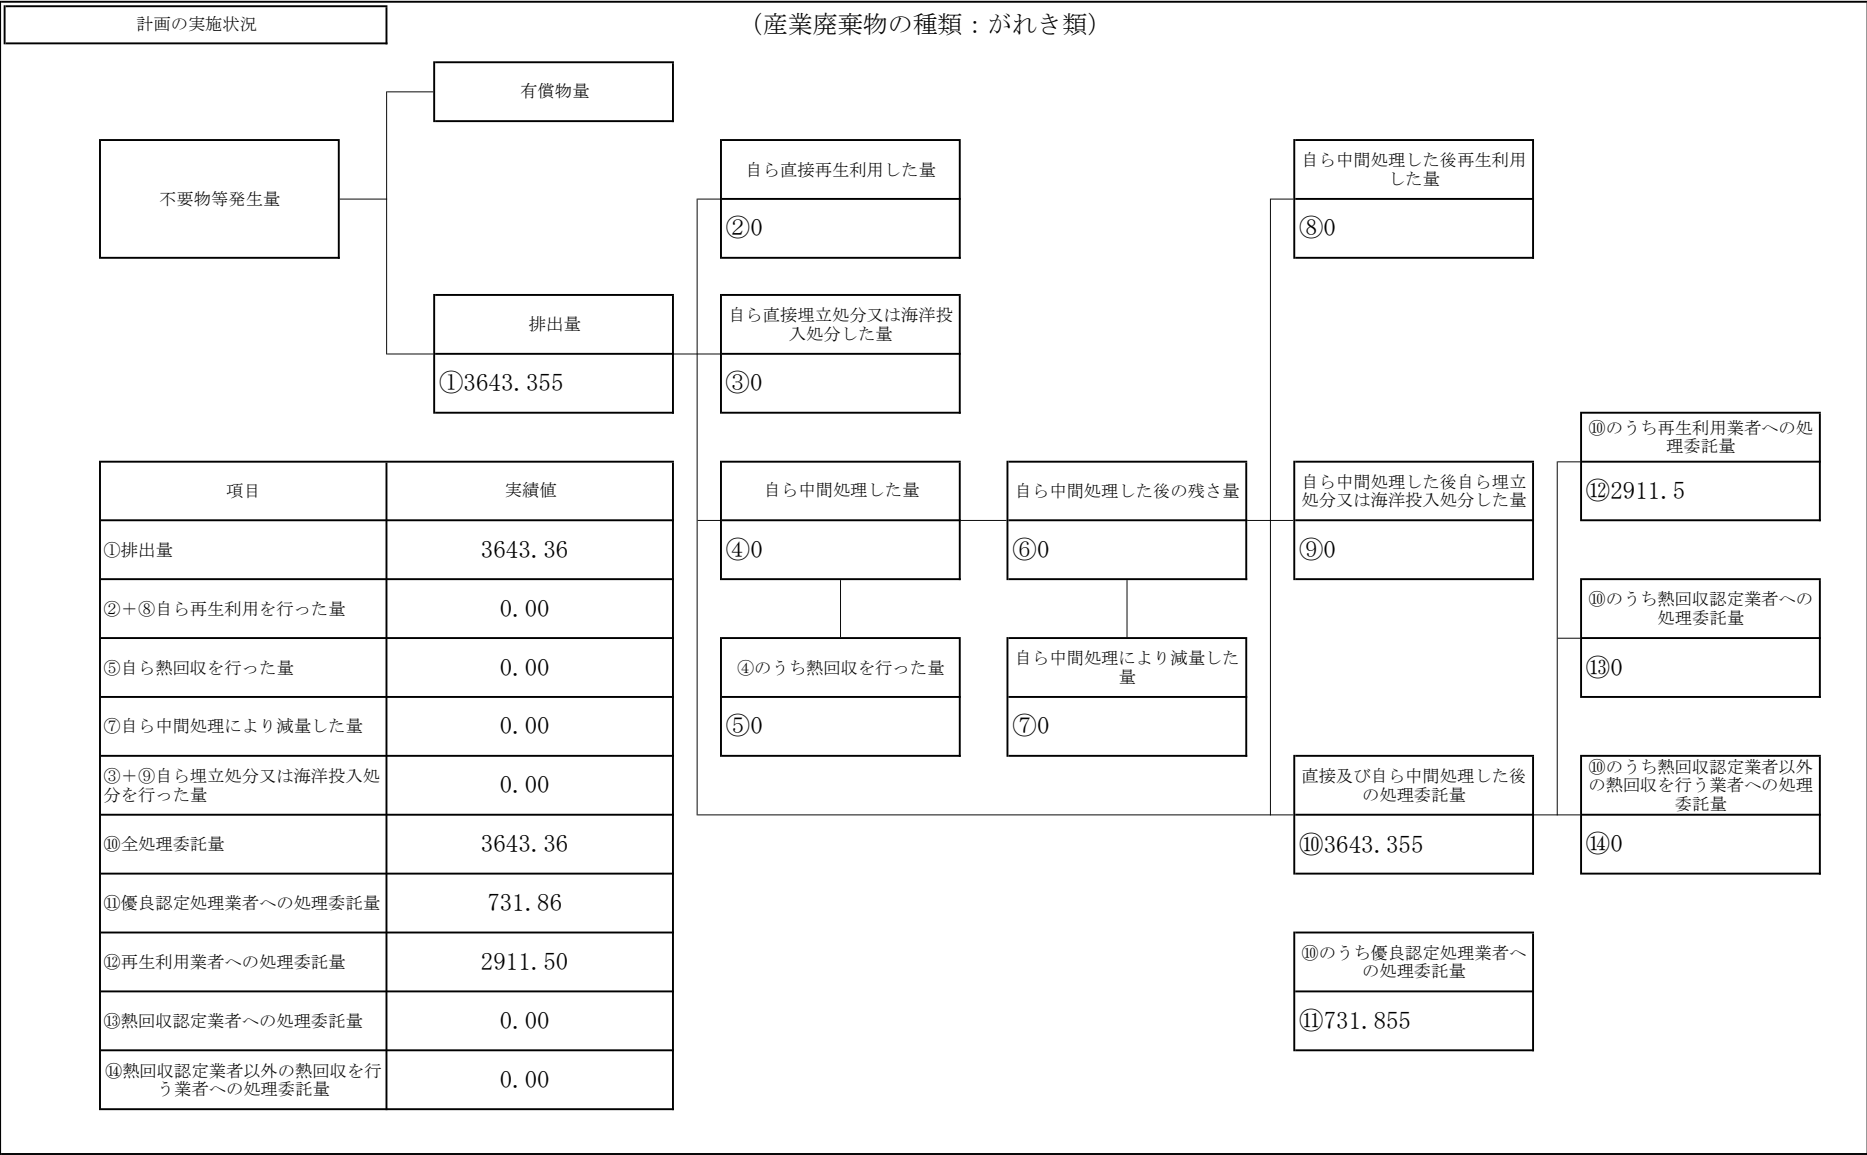 計画の実施状況
（産業廃棄物の種類：がれき類）
有償物量
不要物等発生量
自ら直接再生利用した量
②0
自ら中間処理した後再生利用
した量
⑧0
排出量
①3643.355
自ら直接埋立処分又は海洋投
入処分した量
③0
⑩のうち再生利用業者への処
理委託量
⑫2911.5
自ら中間処理した量
④0
自ら中間処理した後の残さ量
⑥0
自ら中間処理した後自ら埋立
処分又は海洋投入処分した量
⑨0
⑩のうち熱回収認定業者への
処理委託量
⑬0
④のうち熱回収を行った量
⑤0
自ら中間処理により減量した
量
⑦0
直接及び自ら中間処理した後
の処理委託量
⑩3643.355
⑩のうち熱回収認定業者以外
の熱回収を行う業者への処理
委託量
⑭0
⑩のうち優良認定処理業者へ
の処理委託量
⑪731.855
項目 実績値
①排出量 3643.36
②＋⑧自ら再生利用を行った量 0.00
⑤自ら熱回収を行った量 0.00
⑦自ら中間処理により減量した量 0.00
③＋⑨自ら埋立処分又は海洋投入処
分を行った量 0.00
⑩全処理委託量 3643.36
⑪優良認定処理業者への処理委託量 731.86
⑫再生利用業者への処理委託量 2911.50
⑬熱回収認定業者への処理委託量 0.00
⑭熱回収認定業者以外の熱回収を行
う業者への処理委託量 0.00